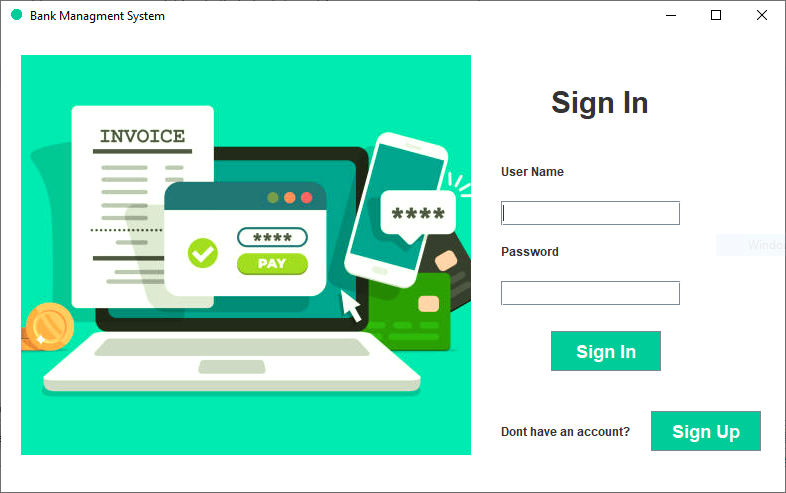 Bank Managment System
INVOICE
****
PAY
****
Sign In
User Name
Password
Sign In
Dont have an account?
Sign Up